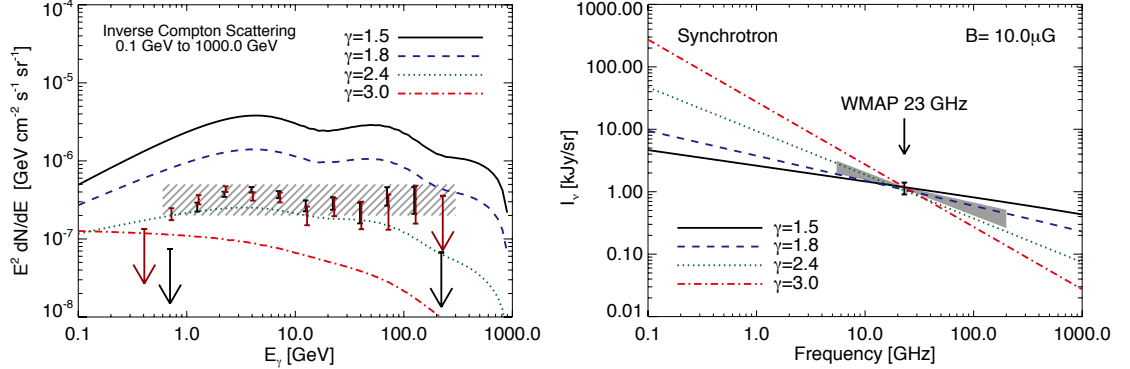 Inverse Compton Scattering
0.1 GeV to 1000.0 GeV
γ=1.5
γ=1.8
γ=2.4
γ=3.0
10⁻⁴
10⁻⁵
10⁻⁶
10⁻⁷
10⁻⁸
E² dN/dE [GeV cm⁻² s⁻¹ sr⁻¹]
0.1
1.0
10.0
100.0
1000.0
Eγ [GeV]
Synchrotron
B= 10.0μG
WMAP 23 GHz
γ=1.5
γ=1.8
γ=2.4
γ=3.0
1000.00
100.00
10.00
1.00
0.10
0.01
Iν [kJy/sr]
0.1
1.0
10.0
100.0
1000.0
Frequency [GHz]